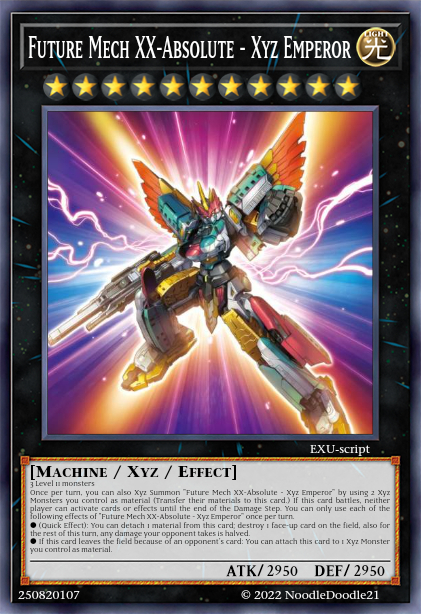 Future Mech XX-Absolute - Xyz Emperor
LIGHT
光
EXU-script
[Machine / Xyz / Effect]
3 Level 11 monsters
Once per turn, you can also Xyz Summon "Future Mech XX-Absolute - Xyz Emperor" by using 2 Xyz
Monsters you control as material (Transfer their materials to this card.) If this card battles, neither
player can activate cards or effects until the end of the Damage Step. You can only use each of the
following effects of "Future Mech XX-Absolute - Xyz Emperor" once per turn.
● (Quick Effect): You can detach 1 material from this card; destroy 1 face-up card on the field, also for
the rest of this turn, any damage your opponent takes is halved.
● If this card leaves the field because of an opponent's card: You can attach this card to 1 Xyz Monster
you control as material.
ATK/ 2950 DEF/ 2950
250820107 © 2022 NoodleDoodle21